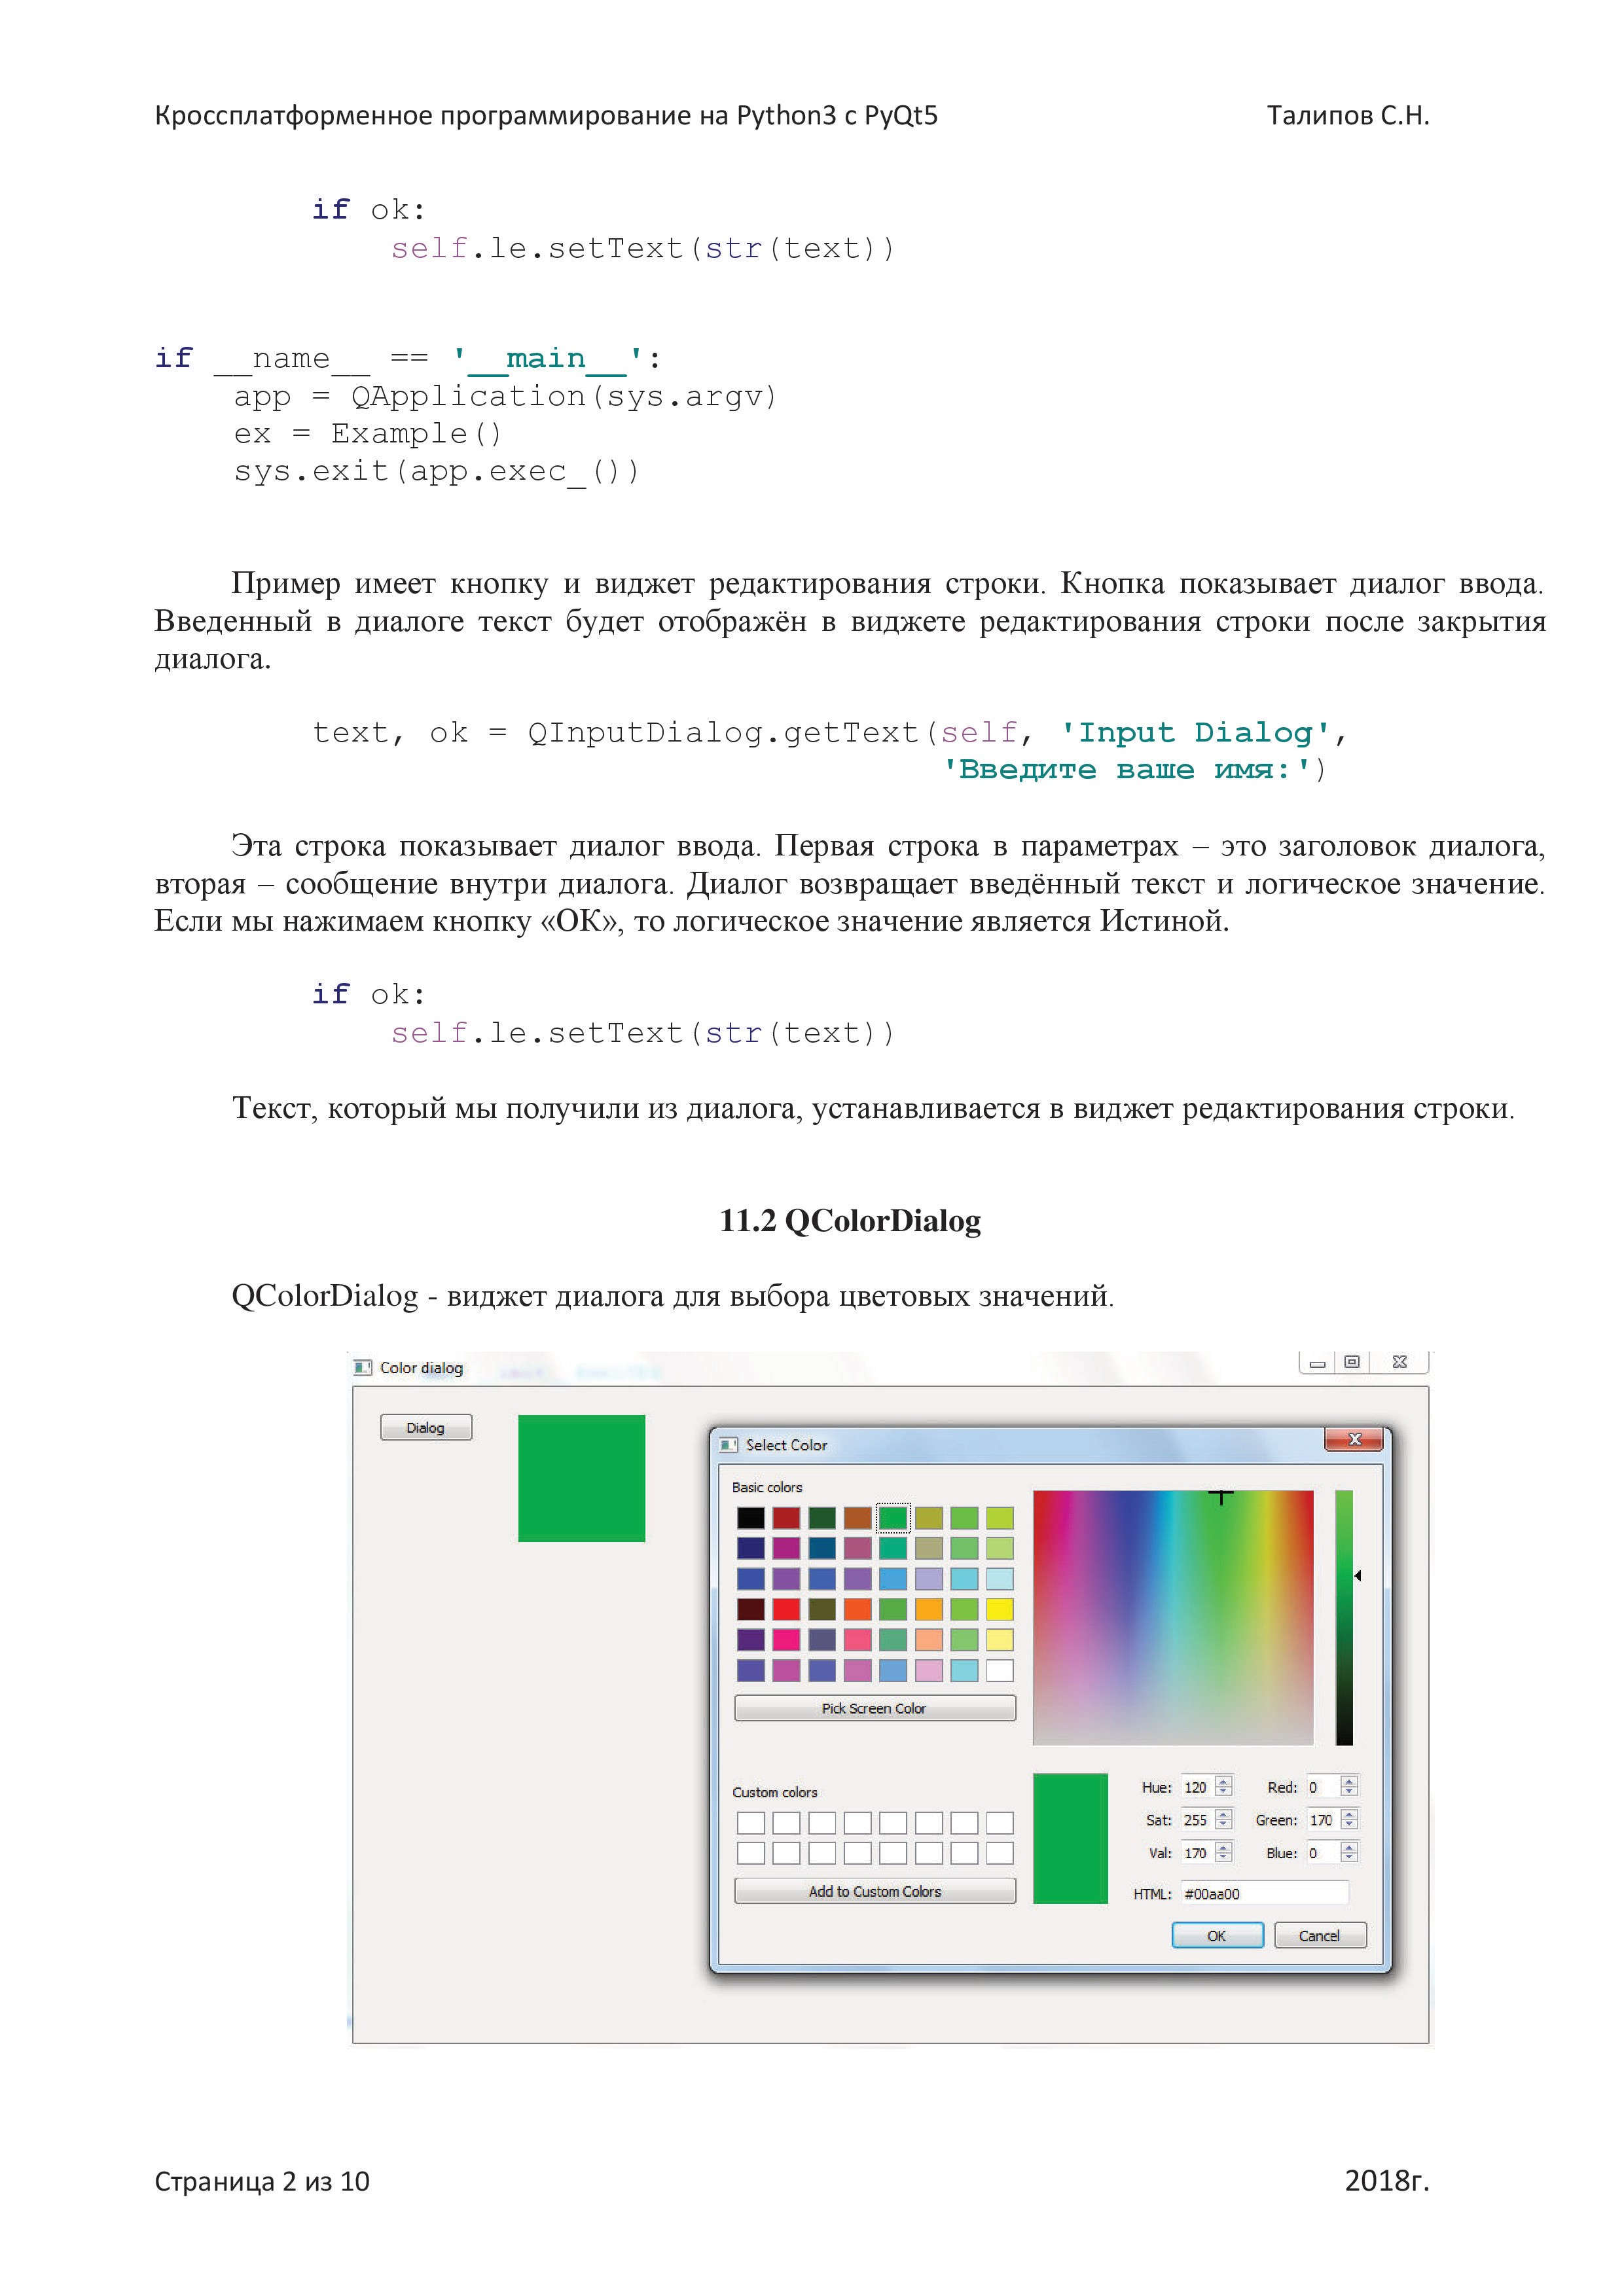 Кроссплатформенное программирование на Python3 с PyQt5 Талипов С.Н.
if ok:
self.le.setText(str(text))
if __name__ == '__main__':
app = QApplication(sys.argv)
ex = Example()
sys.exit(app.exec_())
Пример имеет кнопку и виджет редактирования строки. Кнопка показывает диалог ввода.
Введенный в диалоге текст будет отображён в виджете редактирования строки после закрытия
диалога.
text, ok = QInputDialog.getText(self, 'Input Dialog',
'Введите ваше имя:')
Эта строка показывает диалог ввода. Первая строка в параметрах – это заголовок диалога,
вторая – сообщение внутри диалога. Диалог возвращает введённый текст и логическое значение.
Если мы нажимаем кнопку «ОК», то логическое значение является Истиной.
if ok:
self.le.setText(str(text))
Текст, который мы получили из диалога, устанавливается в виджет редактирования строки.
11.2 QColorDialog
QColorDialog - виджет диалога для выбора цветовых значений.
Color dialog
Dialog
Select Color
Basic colors
Pick Screen Color
Custom colors
Add to Custom Colors
Hue: 120 Red: 0
Sat: 255 Green: 170
Val: 170 Blue: 0
HTML: #00aa00
OK Cancel
Страница 2 из 10 2018г.